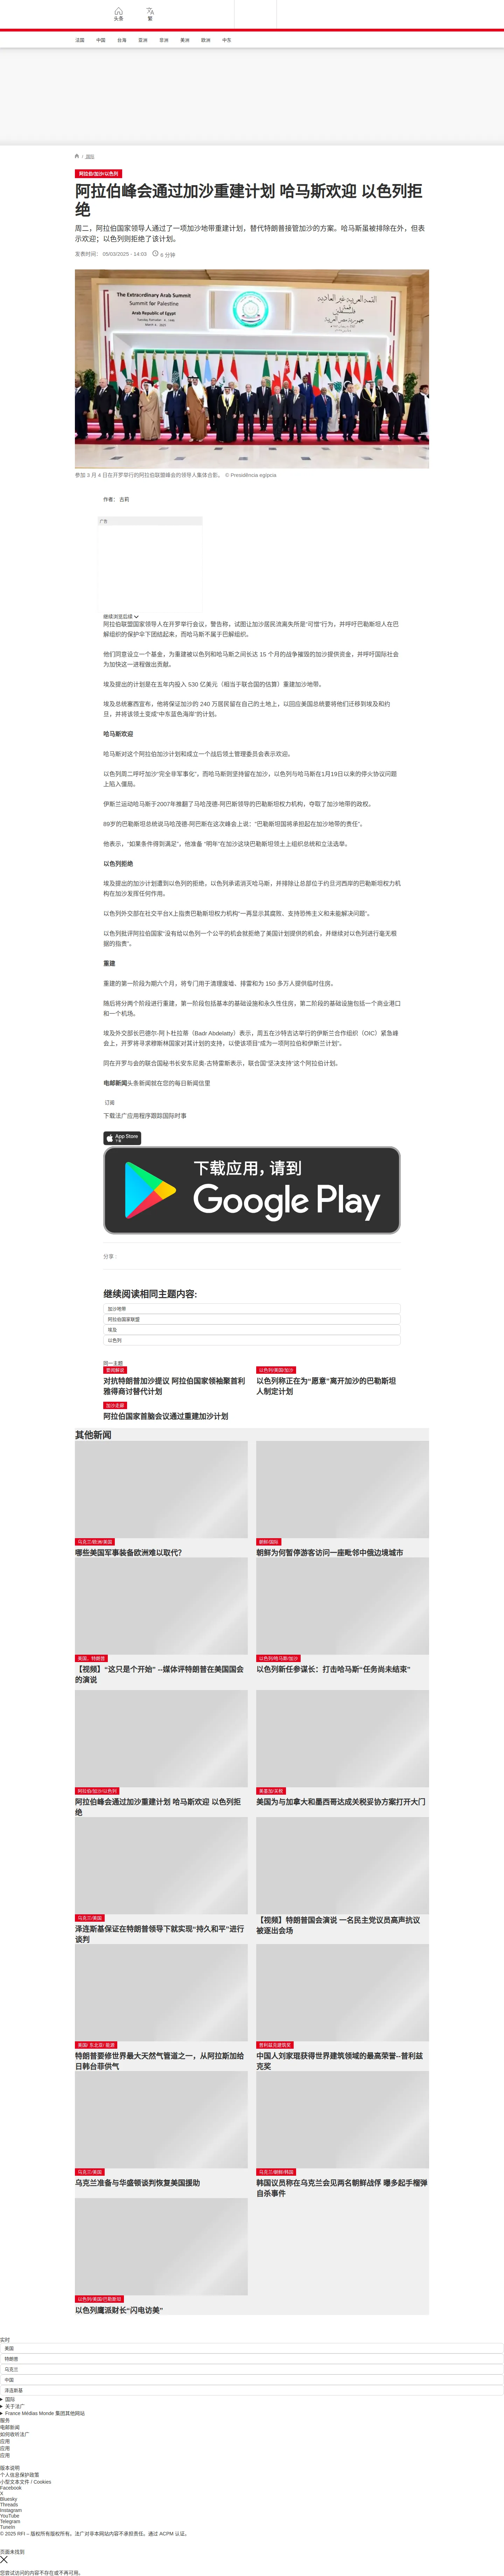 头条
繁
法国
中国
台海
亚洲
非洲
美洲
欧洲
中东
/ 国际
阿拉伯/加沙/以色列
阿拉伯峰会通过加沙重建计划 哈马斯欢迎 以色列拒
绝
周二，阿拉伯国家领导人通过了一项加沙地带重建计划，替代特朗普接管加沙的方案。哈马斯虽被排除在外，但表
示欢迎；以色列则拒绝了该计划。
发表时间： 05/03/2025 - 14:03
6 分钟
The Extraordinary Arab Summit
Summit for Palestine
Arab Republic of Egypt
March 4, 2025
القمة العربية غير العادية
قمة فلسطين
جمهورية مصر العربية
参加 3 月 4 日在开罗举行的阿拉伯联盟峰会的领导人集体合影。 © Presidência egípcia
作者： 古莉
广告
继续浏览后续
阿拉伯联盟国家领导人在开罗举行会议，警告称，试图让加沙居民流离失所是“可憎”行为，并呼吁巴勒斯坦人在巴
解组织的保护伞下团结起来，而哈马斯不属于巴解组织。
他们同意设立一个基金，为重建被以色列和哈马斯之间长达 15 个月的战争摧毁的加沙提供资金，并呼吁国际社会
为加快这一进程做出贡献。
埃及提出的计划是在五年内投入 530 亿美元（相当于联合国的估算）重建加沙地带。
埃及总统塞西宣布，他将保证加沙的 240 万居民留在自己的土地上，以回应美国总统要将他们迁移到埃及和约
旦，并将该领土变成“中东蓝色海岸”的计划。
哈马斯欢迎
哈马斯对这个阿拉伯加沙计划和成立一个战后领土管理委员会表示欢迎。
以色列周二呼吁加沙“完全非军事化”。而哈马斯则坚持留在加沙，以色列与哈马斯在1月19日以来的停火协议问题
上陷入僵局。
伊斯兰运动哈马斯于2007年推翻了马哈茂德-阿巴斯领导的巴勒斯坦权力机构，夺取了加沙地带的政权。
89岁的巴勒斯坦总统说马哈茂德-阿巴斯在这次峰会上说：“巴勒斯坦国将承担起在加沙地带的责任”。
他表示，“如果条件得到满足”，他准备 “明年”在加沙这块巴勒斯坦领土上组织总统和立法选举。
以色列拒绝
埃及提出的加沙计划遭到以色列的拒绝，以色列承诺消灭哈马斯，并排除让总部位于约旦河西岸的巴勒斯坦权力机
构在加沙发挥任何作用。
以色列外交部在社交平台X上指责巴勒斯坦权力机构“一再显示其腐败、支持恐怖主义和未能解决问题”。
以色列批评阿拉伯国家“没有给以色列一个公平的机会就拒绝了美国计划提供的机会，并继续对以色列进行毫无根
据的指责”。
重建
重建的第一阶段为期六个月，将专门用于清理废墟、排雷和为 150 多万人提供临时住房。
随后将分两个阶段进行重建，第一阶段包括基本的基础设施和永久性住房，第二阶段的基础设施包括一个商业港口
和一个机场。
埃及外交部长巴德尔-阿卜杜拉蒂（Badr Abdelatty）表示，周五在沙特吉达举行的伊斯兰合作组织（OIC）紧急峰
会上，开罗将寻求穆斯林国家对其计划的支持，以使该项目“成为一项阿拉伯和伊斯兰计划”。
同在开罗与会的联合国秘书长安东尼奥-古特雷斯表示，联合国“坚决支持”这个阿拉伯计划。
电邮新闻头条新闻就在您的每日新闻信里
订阅
下载法广应用程序跟踪国际时事
App Store
下载应用，请到
Google Play
分享 :
继续阅读相同主题内容:
加沙地带
阿拉伯国家联盟
埃及
以色列
同一主题
要闻解说
对抗特朗普加沙提议 阿拉伯国家领袖聚首利
雅得商讨替代计划
以色列/美国/加沙
以色列称正在为“愿意”离开加沙的巴勒斯坦
人制定计划
加沙走廊
阿拉伯国家首脑会议通过重建加沙计划
其他新闻
乌克兰/欧洲/美国
哪些美国军事装备欧洲难以取代?
朝鲜/国际
朝鲜为何暂停游客访问一座毗邻中俄边境城市
美国、特朗普
【视频】“这只是个开始” --媒体评特朗普在美国国会
的演说
以色列/哈马斯/加沙
以色列新任参谋长：打击哈马斯“任务尚未结束”
阿拉伯/加沙/以色列
阿拉伯峰会通过加沙重建计划 哈马斯欢迎 以色列拒
绝
美墨加/关税
美国为与加拿大和墨西哥达成关税妥协方案打开大门
乌克兰/美国
泽连斯基保证在特朗普领导下就实现“持久和平”进行
谈判
【视频】特朗普国会演说 一名民主党议员高声抗议
被逐出会场
美国/ 东北亚/ 能源
特朗普要修世界最大天然气管道之一，从阿拉斯加给
日韩台菲供气
普利兹克建筑奖
中国人刘家琨获得世界建筑领域的最高荣誉--普利兹
克奖
乌克兰/美国
乌克兰准备与华盛顿谈判恢复美国援助
乌克兰/朝鲜/韩国
韩国议员称在乌克兰会见两名朝鲜战俘 曝多起手榴弹
自杀事件
以色列/美国/巴勒斯坦
以色列鹰派财长“闪电访美”
实时
美国
特朗普
乌克兰
中国
泽连斯基
国际
关于法广
France Médias Monde 集团其他网站
服务
电邮新闻
如何收听法广
应用
应用
应用
版本说明
个人信息保护政策
小型文本文件 / Cookies
Facebook
X
Bluesky
Threads
Instagram
YouTube
Telegram
TuneIn
© 2025 RFI – 版权所有版权所有。法广对非本网站内容不承担责任。通过 ACPM 认证。
页面未找到
您尝试访问的内容不存在或不再可用。